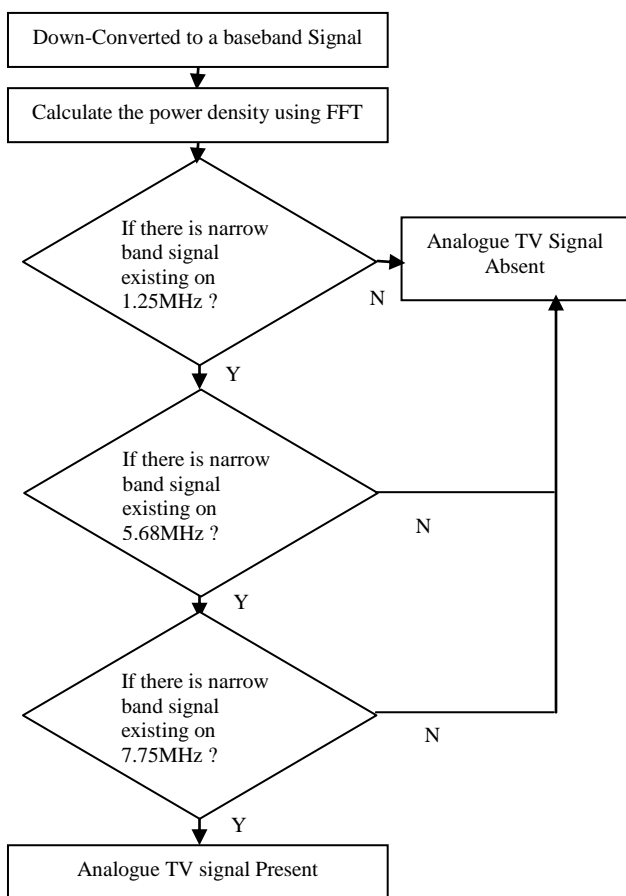 Down-Converted to a baseband Signal
Calculate the power density using FFT
If there is narrow
band signal
existing on
1.25MHz ?
Analogue TV Signal
Absent
N
Y
If there is narrow
band signal
existing on
5.68MHz ?
N
Y
If there is narrow
band signal
existing on
7.75MHz ?
N
Y
Analogue TV signal Present